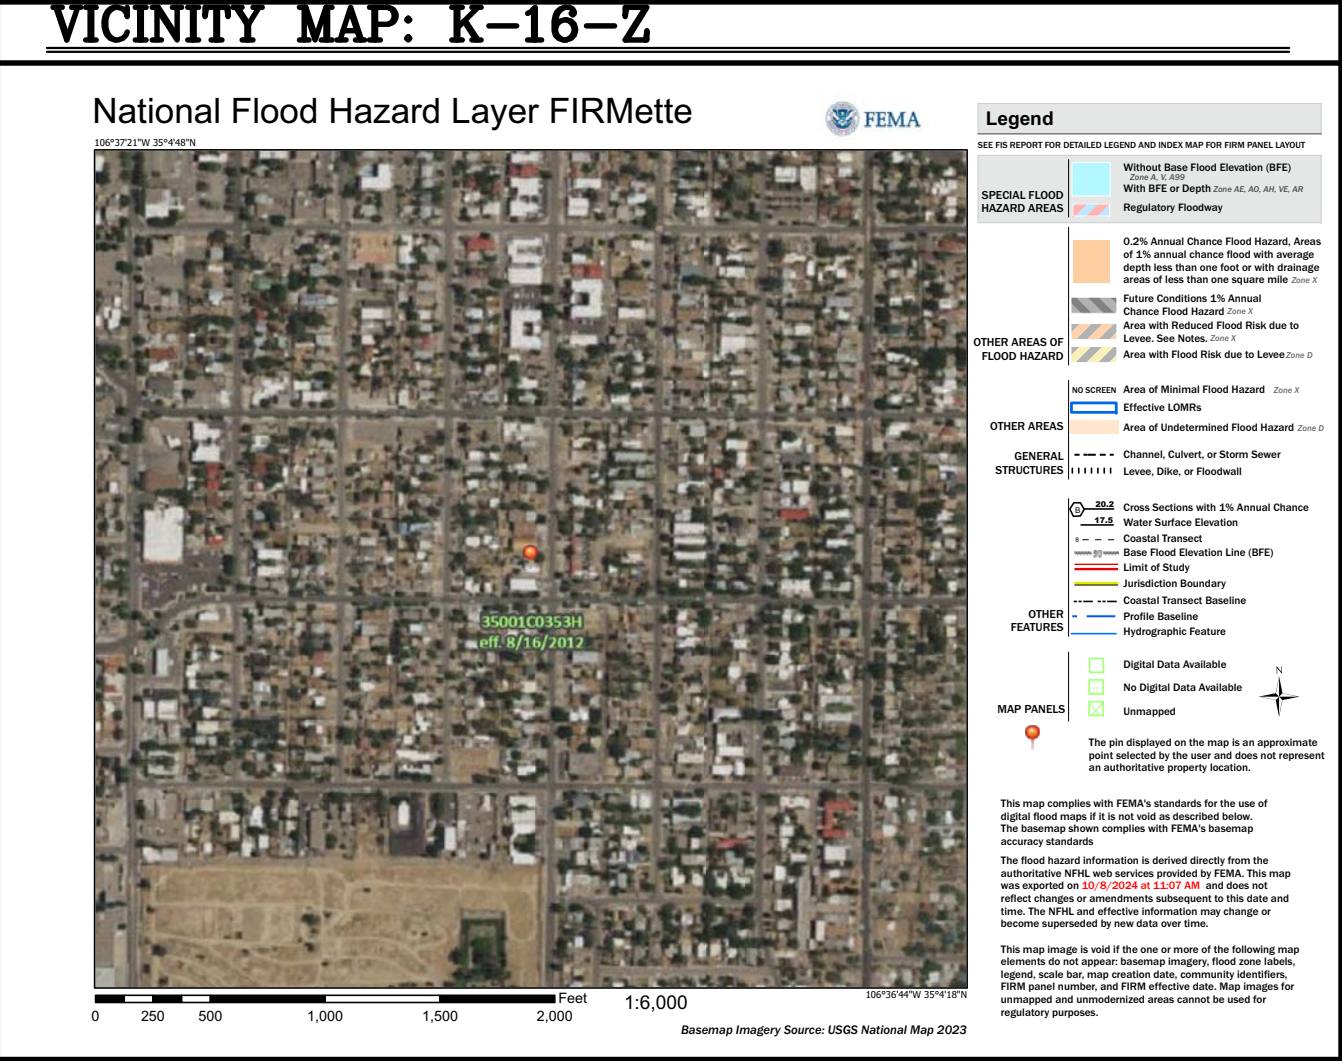 VICINITY MAP: K-16-Z
National Flood Hazard Layer FIRMette
FEMA
106°37'21"W 35°4'48"N
35001C0353H
eff. 8/16/2012
106°36'44"W 35°4'18"N
Feet
1:6,000
0
250
500
1,000
1,500
2,000
Basemap Imagery Source: USGS National Map 2023
Legend
SEE FIS REPORT FOR DETAILED LEGEND AND INDEX MAP FOR FIRM PANEL LAYOUT
SPECIAL FLOOD
HAZARD AREAS
Without Base Flood Elevation (BFE)
Zone A, V, A99
With BFE or Depth Zone AE, AO, AH, VE, AR
Regulatory Floodway
OTHER AREAS OF
FLOOD HAZARD
0.2% Annual Chance Flood Hazard, Areas
of 1% annual chance flood with average
depth less than one foot or with drainage
areas of less than one square mile Zone X
Future Conditions 1% Annual
Chance Flood Hazard Zone X
Area with Reduced Flood Risk due to
Levee. See Notes. Zone X
Area with Flood Risk due to Levee Zone D
OTHER AREAS
NO SCREEN Area of Minimal Flood Hazard Zone X
Effective LOMRs
Area of Undetermined Flood Hazard Zone D
GENERAL
STRUCTURES
Channel, Culvert, or Storm Sewer
Levee, Dike, or Floodwall
OTHER
FEATURES
B 20.2 Cross Sections with 1% Annual Chance
17.5 Water Surface Elevation
8 Coastal Transect
Base Flood Elevation Line (BFE)
Limit of Study
Jurisdiction Boundary
Coastal Transect Baseline
Profile Baseline
Hydrographic Feature
MAP PANELS
Digital Data Available
No Digital Data Available
Unmapped
N
The pin displayed on the map is an approximate
point selected by the user and does not represent
an authoritative property location.
This map complies with FEMA's standards for the use of
digital flood maps if it is not void as described below.
The basemap shown complies with FEMA's basemap
accuracy standards
The flood hazard information is derived directly from the
authoritative NFHL web services provided by FEMA. This map
was exported on 10/8/2024 at 11:07 AM and does not
reflect changes or amendments subsequent to this date and
time. The NFHL and effective information may change or
become superseded by new data over time.
This map image is void if the one or more of the following map
elements do not appear: basemap imagery, flood zone labels,
legend, scale bar, map creation date, community identifiers,
FIRM panel number, and FIRM effective date. Map images for
unmapped and unmodernized areas cannot be used for
regulatory purposes.